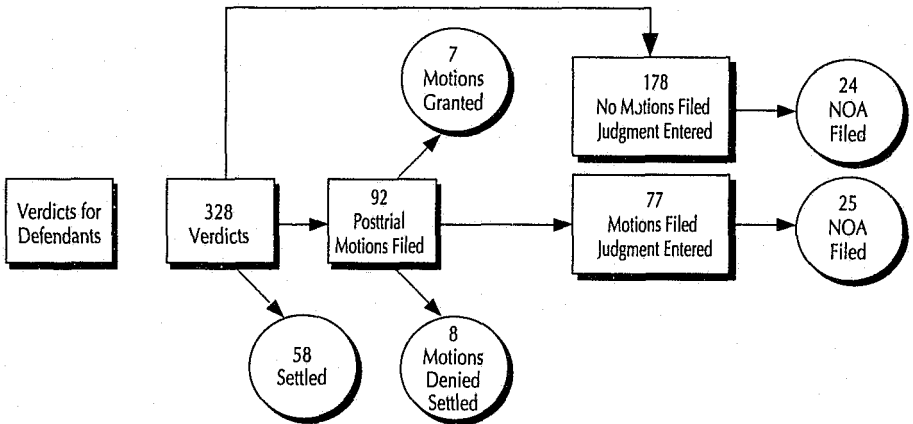 7
Motions
Granted
178
No Motions Filed
Judgment Entered
24
NOA
Filed
Verdicts for
Defendants
328
Verdicts
92
Posttrial
Motions Filed
77
Motions Filed
Judgment Entered
25
NOA
Filed
58
Settled
8
Motions
Denied
Settled